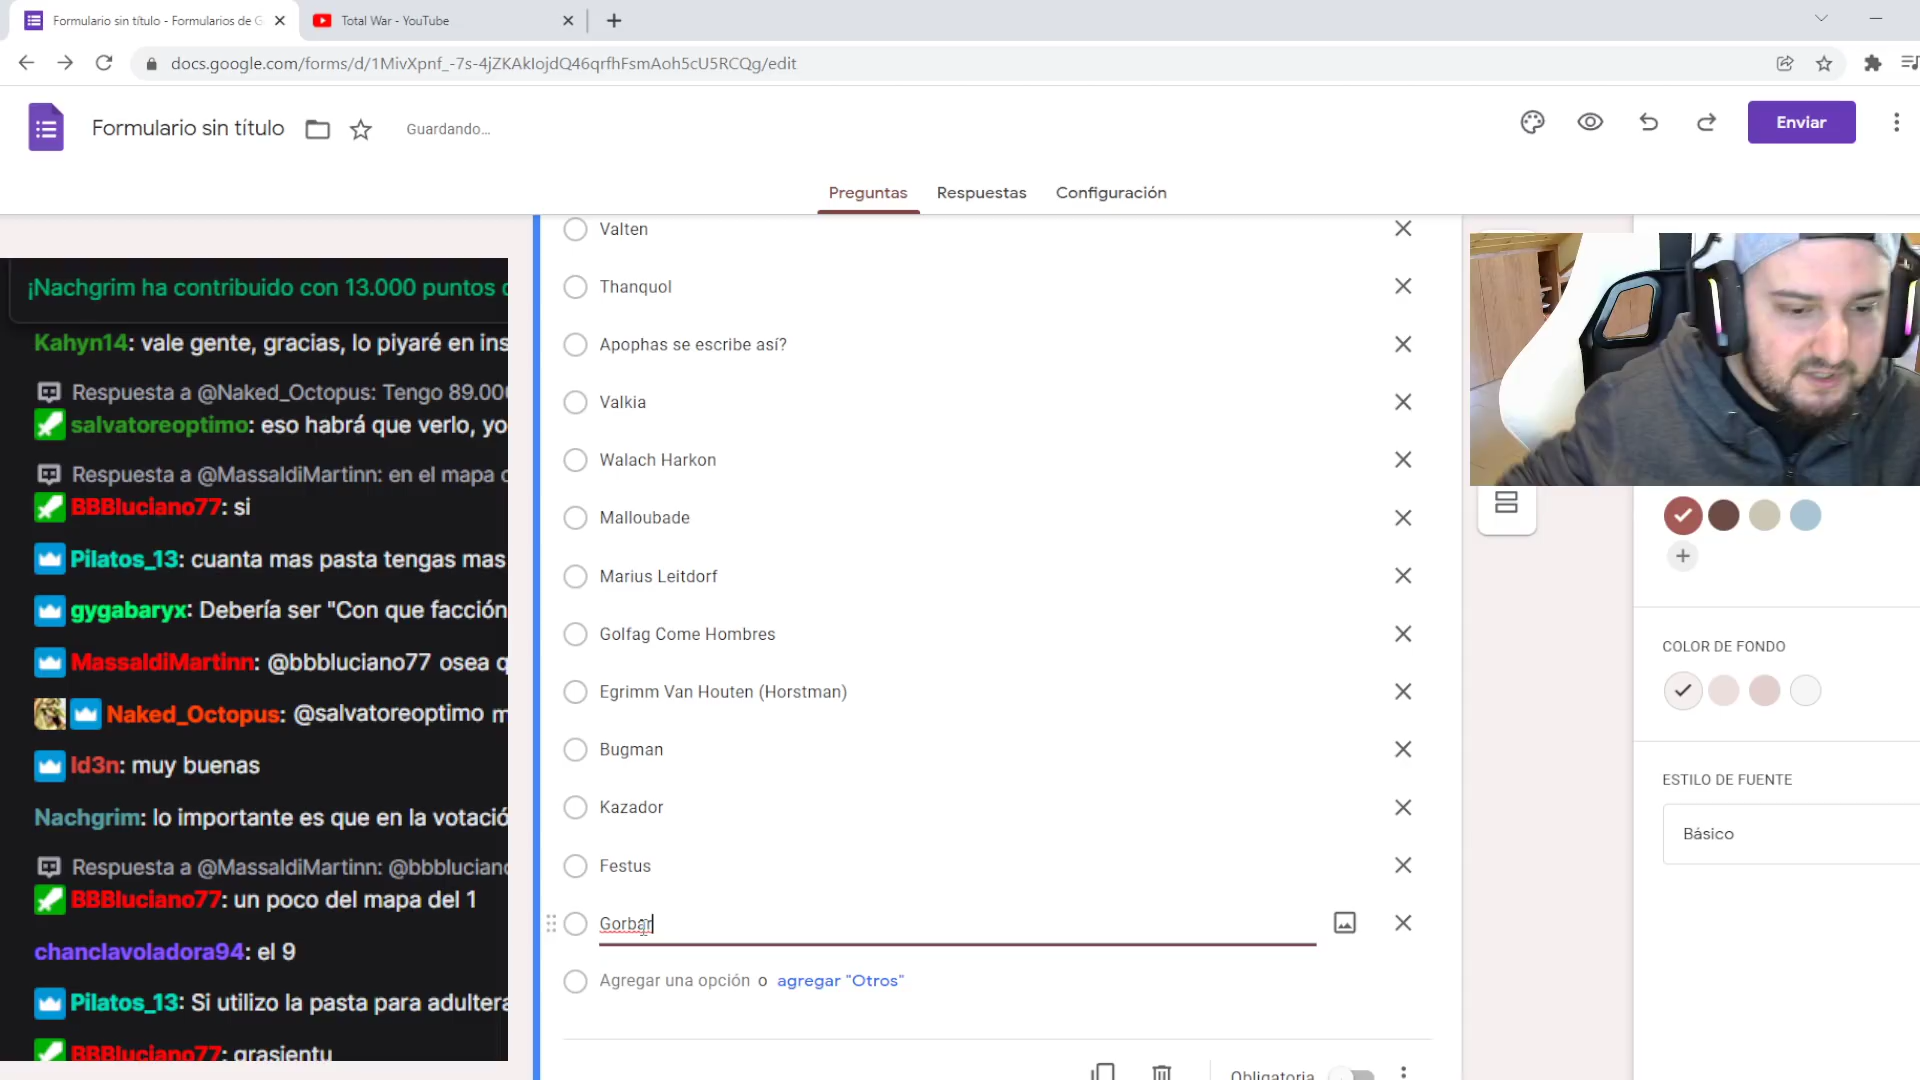 Formulario sin título - Formularios de G
Total War - YouTube
docs.google.com/forms/d/1MivXpnf_-7s-4jZKAkIojdQ46qrfhFsmAoh5cU5RCQg/edit
Formulario sin título
Guardando...
Enviar
Preguntas
Respuestas
Configuración
¡Nachgrim ha contribuido con 13.000 puntos
Kahyn14: vale gente, gracias, lo piyaré en ins
Respuesta a @Naked_Octopus: Tengo 89.00
salvatoreoptimo: eso habrá que verlo, yo
Respuesta a @MassaldiMartinn: en el mapa
BBBluciano77: si
Pilatos_13: cuanta mas pasta tengas mas
gygabaryx: Debería ser "Con que facción
MassaldiMartinn: @bbbluciano77 osea q
Naked_Octopus: @salvatoreoptimo m
Id3n: muy buenas
Nachgrim: lo importante es que en la votació
Respuesta a @MassaldiMartinn: @bbbluciano
BBBluciano77: un poco del mapa del 1
chanclavoladora94: el 9
Pilatos_13: Si utilizo la pasta para adultera
BBBluciano77: grasientu
Valten
Thanquol
Apophas se escribe así?
Valkia
Walach Harkon
Malloubade
Marius Leitdorf
Golfag Come Hombres
Egrimm Van Houten (Horstman)
Bugman
Kazador
Festus
Gorbar
Agregar una opción o agregar "Otros"
Obligatoria
COLOR DE FONDO
ESTILO DE FUENTE
Básico